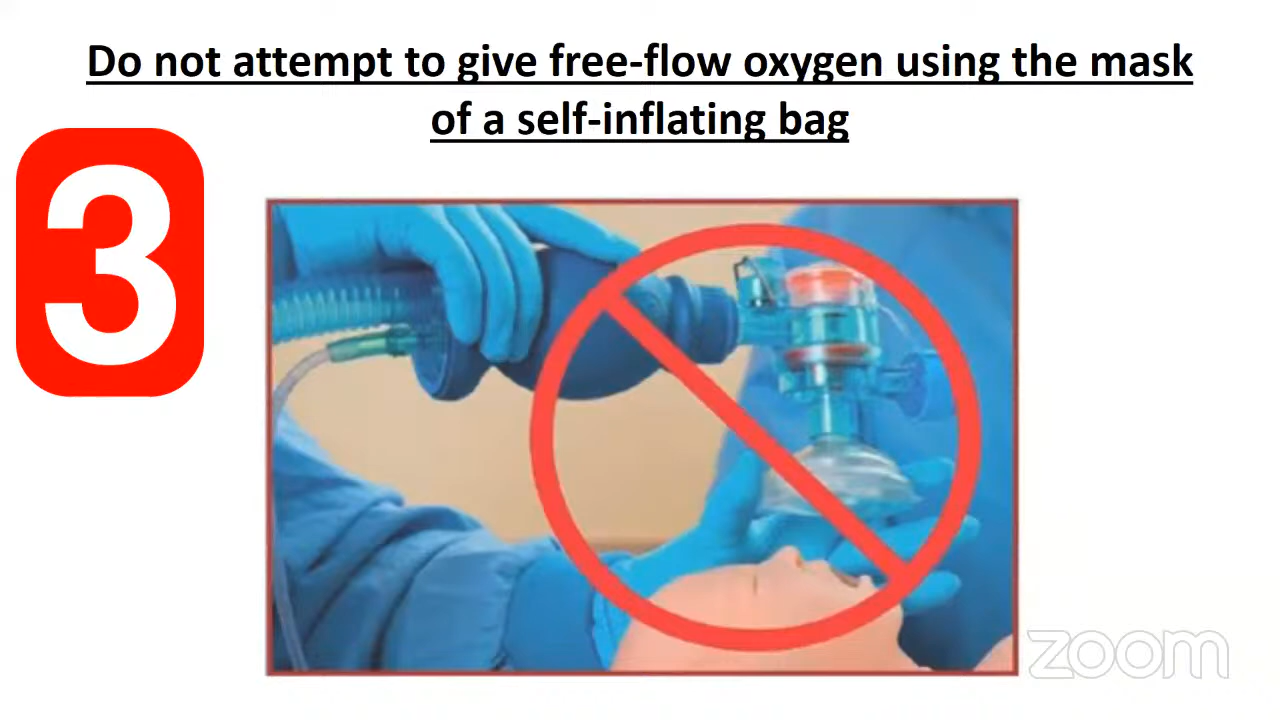 Do not attempt to give free-flow oxygen using the mask
of a self-inflating bag
3
zoom